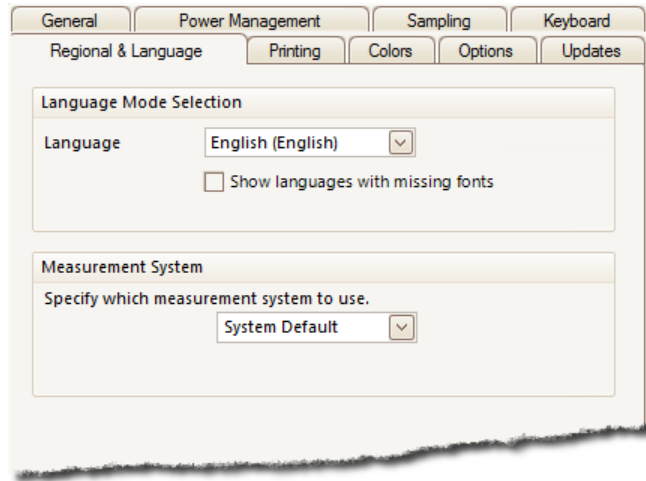 General Power Management Sampling Keyboard
Regional & Language Printing Colors Options Updates
Language Mode Selection
Language English (English)
Show languages with missing fonts
Measurement System
Specify which measurement system to use.
System Default